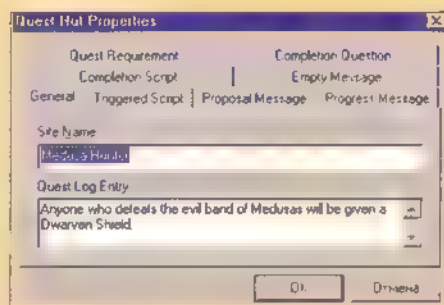 Quest Hut Properties
Quest Requirement Completion Question
Completion Script Empty Message
General Triggered Script Proposal Message Progress Message
Site Name
Medusa Hunter
Quest Log Entry
Anyone who defeats the evil band of Medusas will be given a
Dwarven Shield.
Ok Отмена